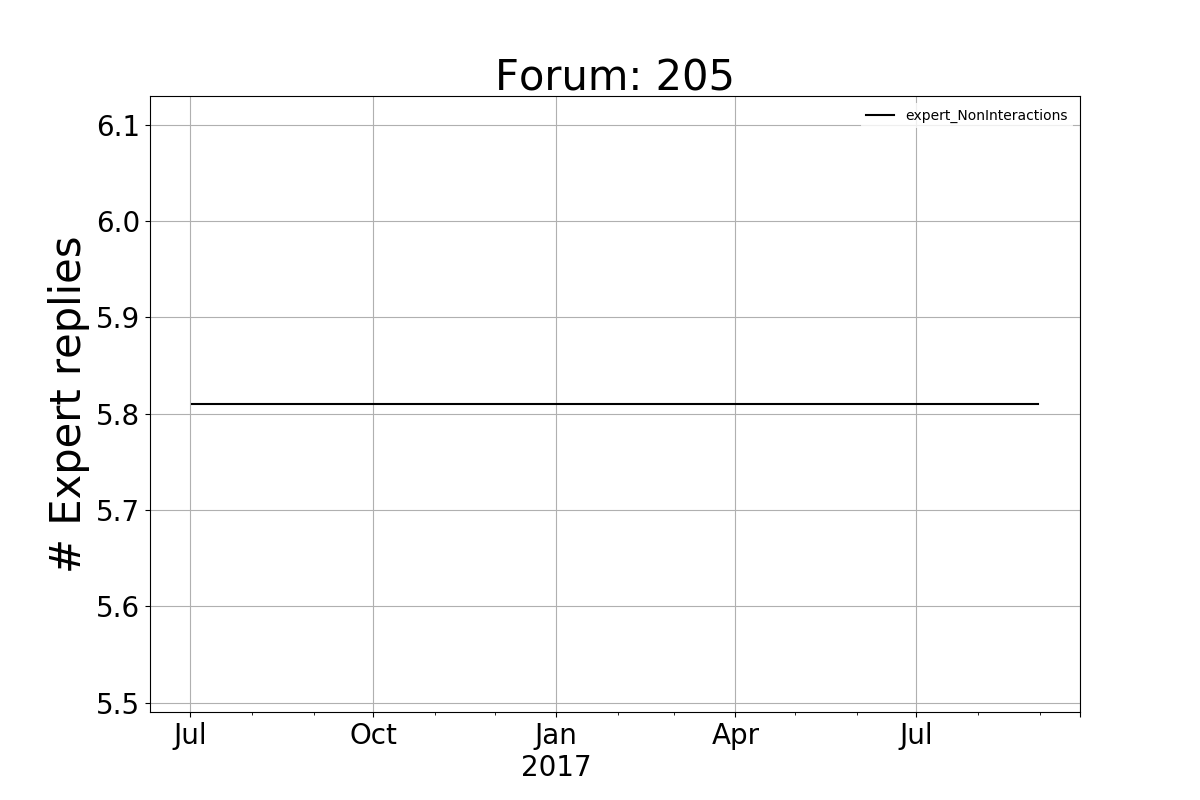 Forum: 205
expert_NonInteractions
# Expert replies
6.1
6.0
5.9
5.8
5.7
5.6
5.5
Jul Oct Jan Apr Jul
2017